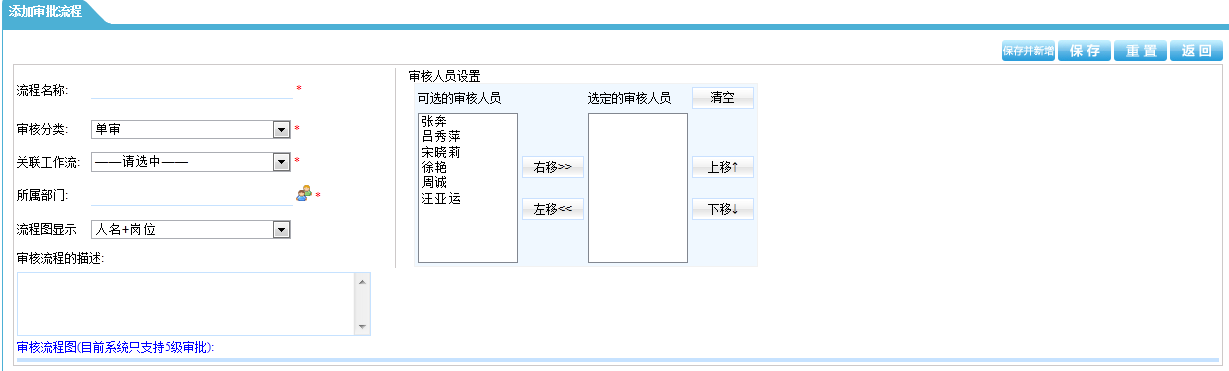 添加审批流程
保存并新增 保存 重置 返回
流程名称: *
审核分类: 单审 *
关联工作流: ——请选中—— *
所属部门: *
流程图显示 人名+岗位
审核流程的描述:
审核流程图(目前系统只支持5级审批):
审核人员设置
可选的审核人员
张奔
吕秀萍
宋晓莉
徐艳
周诚
汪亚运
右移>>
左移<<
选定的审核人员
清空
上移↑
下移↓